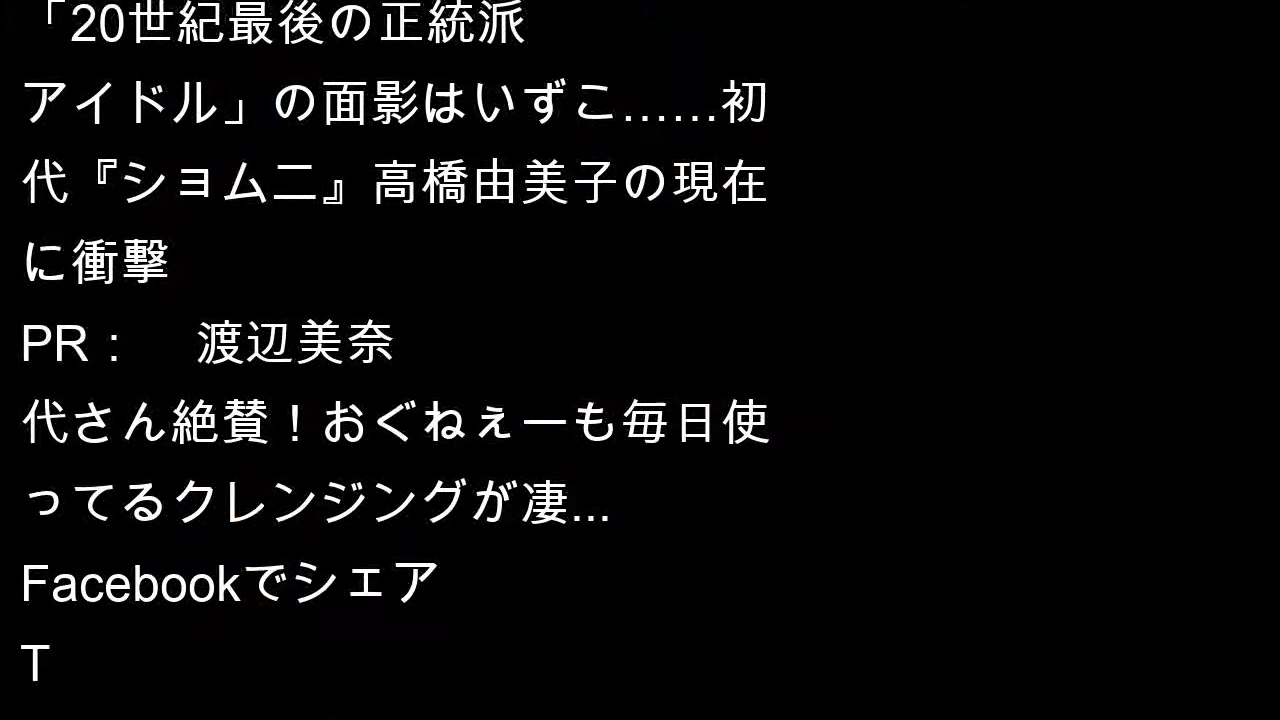 「20世紀最後の正統派
アイドル」の面影はいずこ……初
代『ショムニ』高橋由美子の現在
に衝撃
PR：　渡辺美奈
代さん絶賛！おぐねぇーも毎日使
ってるクレンジングが凄...
Facebookでシェア
T